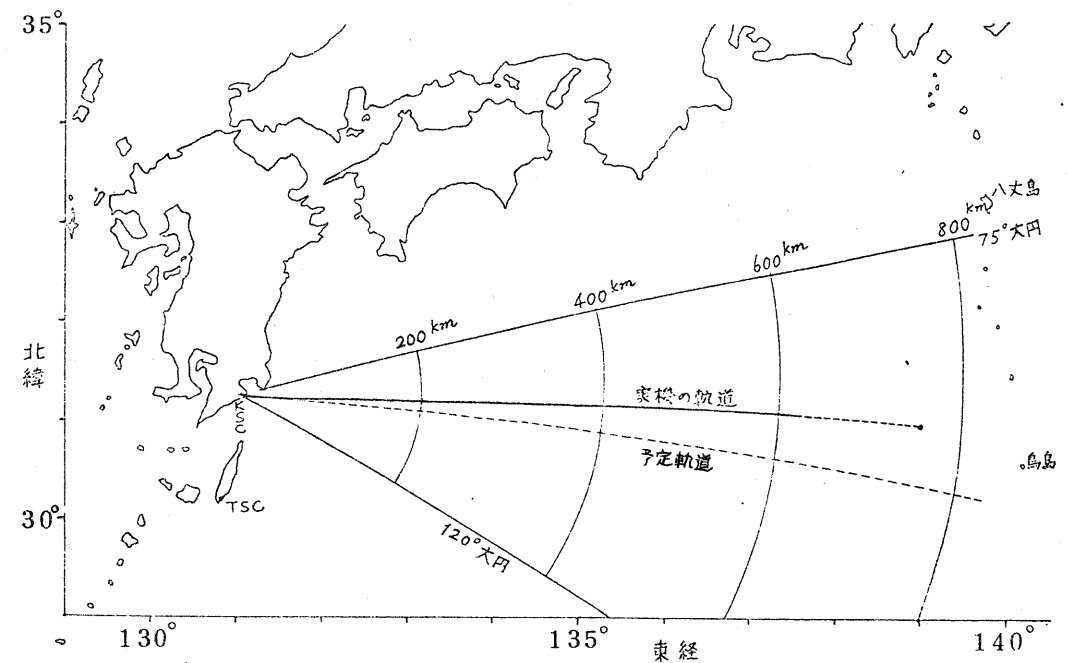 35°
八丈島
800 km
75°大円
600 km
400 km
200 km
北緯
実機の軌道
KSC
予定軌道
鳥島
TSC
30°
120°大円
130°
135°
140°
東経